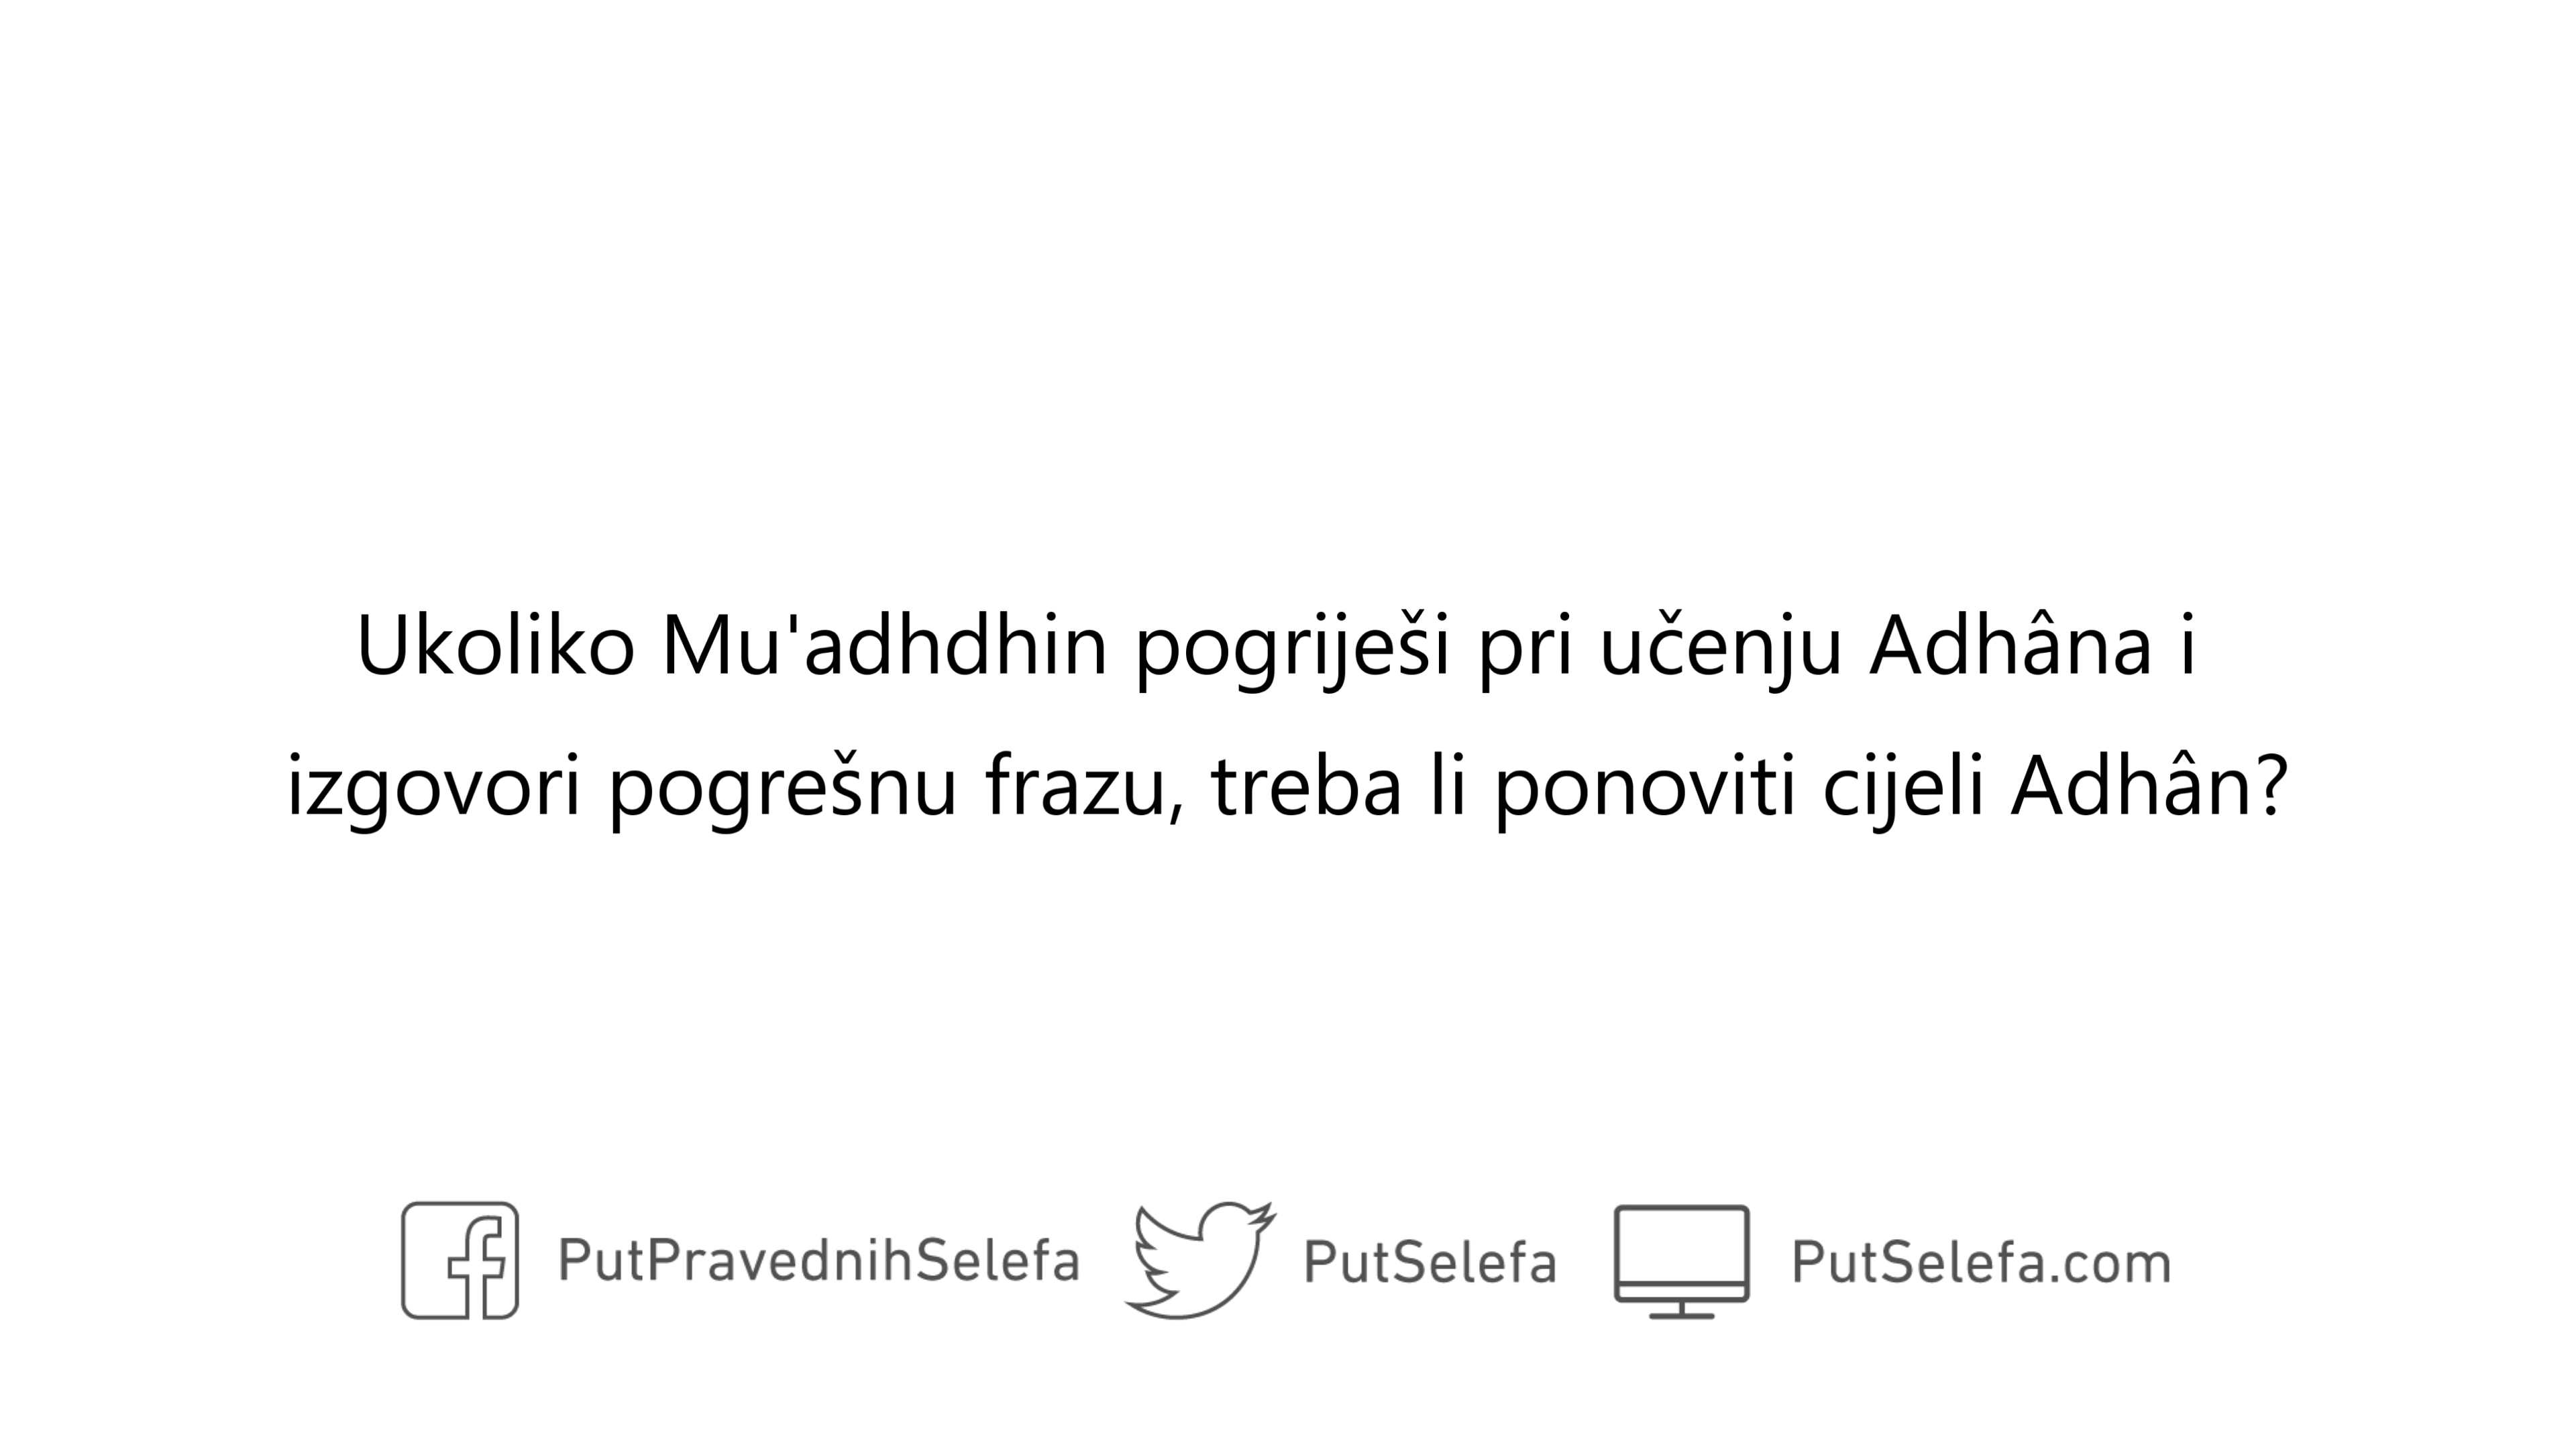 Ukoliko Mu'adhdhin pogriješi pri učenju Adhâna i
izgovori pogrešnu frazu, treba li ponoviti cijeli Adhân?
PutPravednihSelefa PutSelefa PutSelefa.com